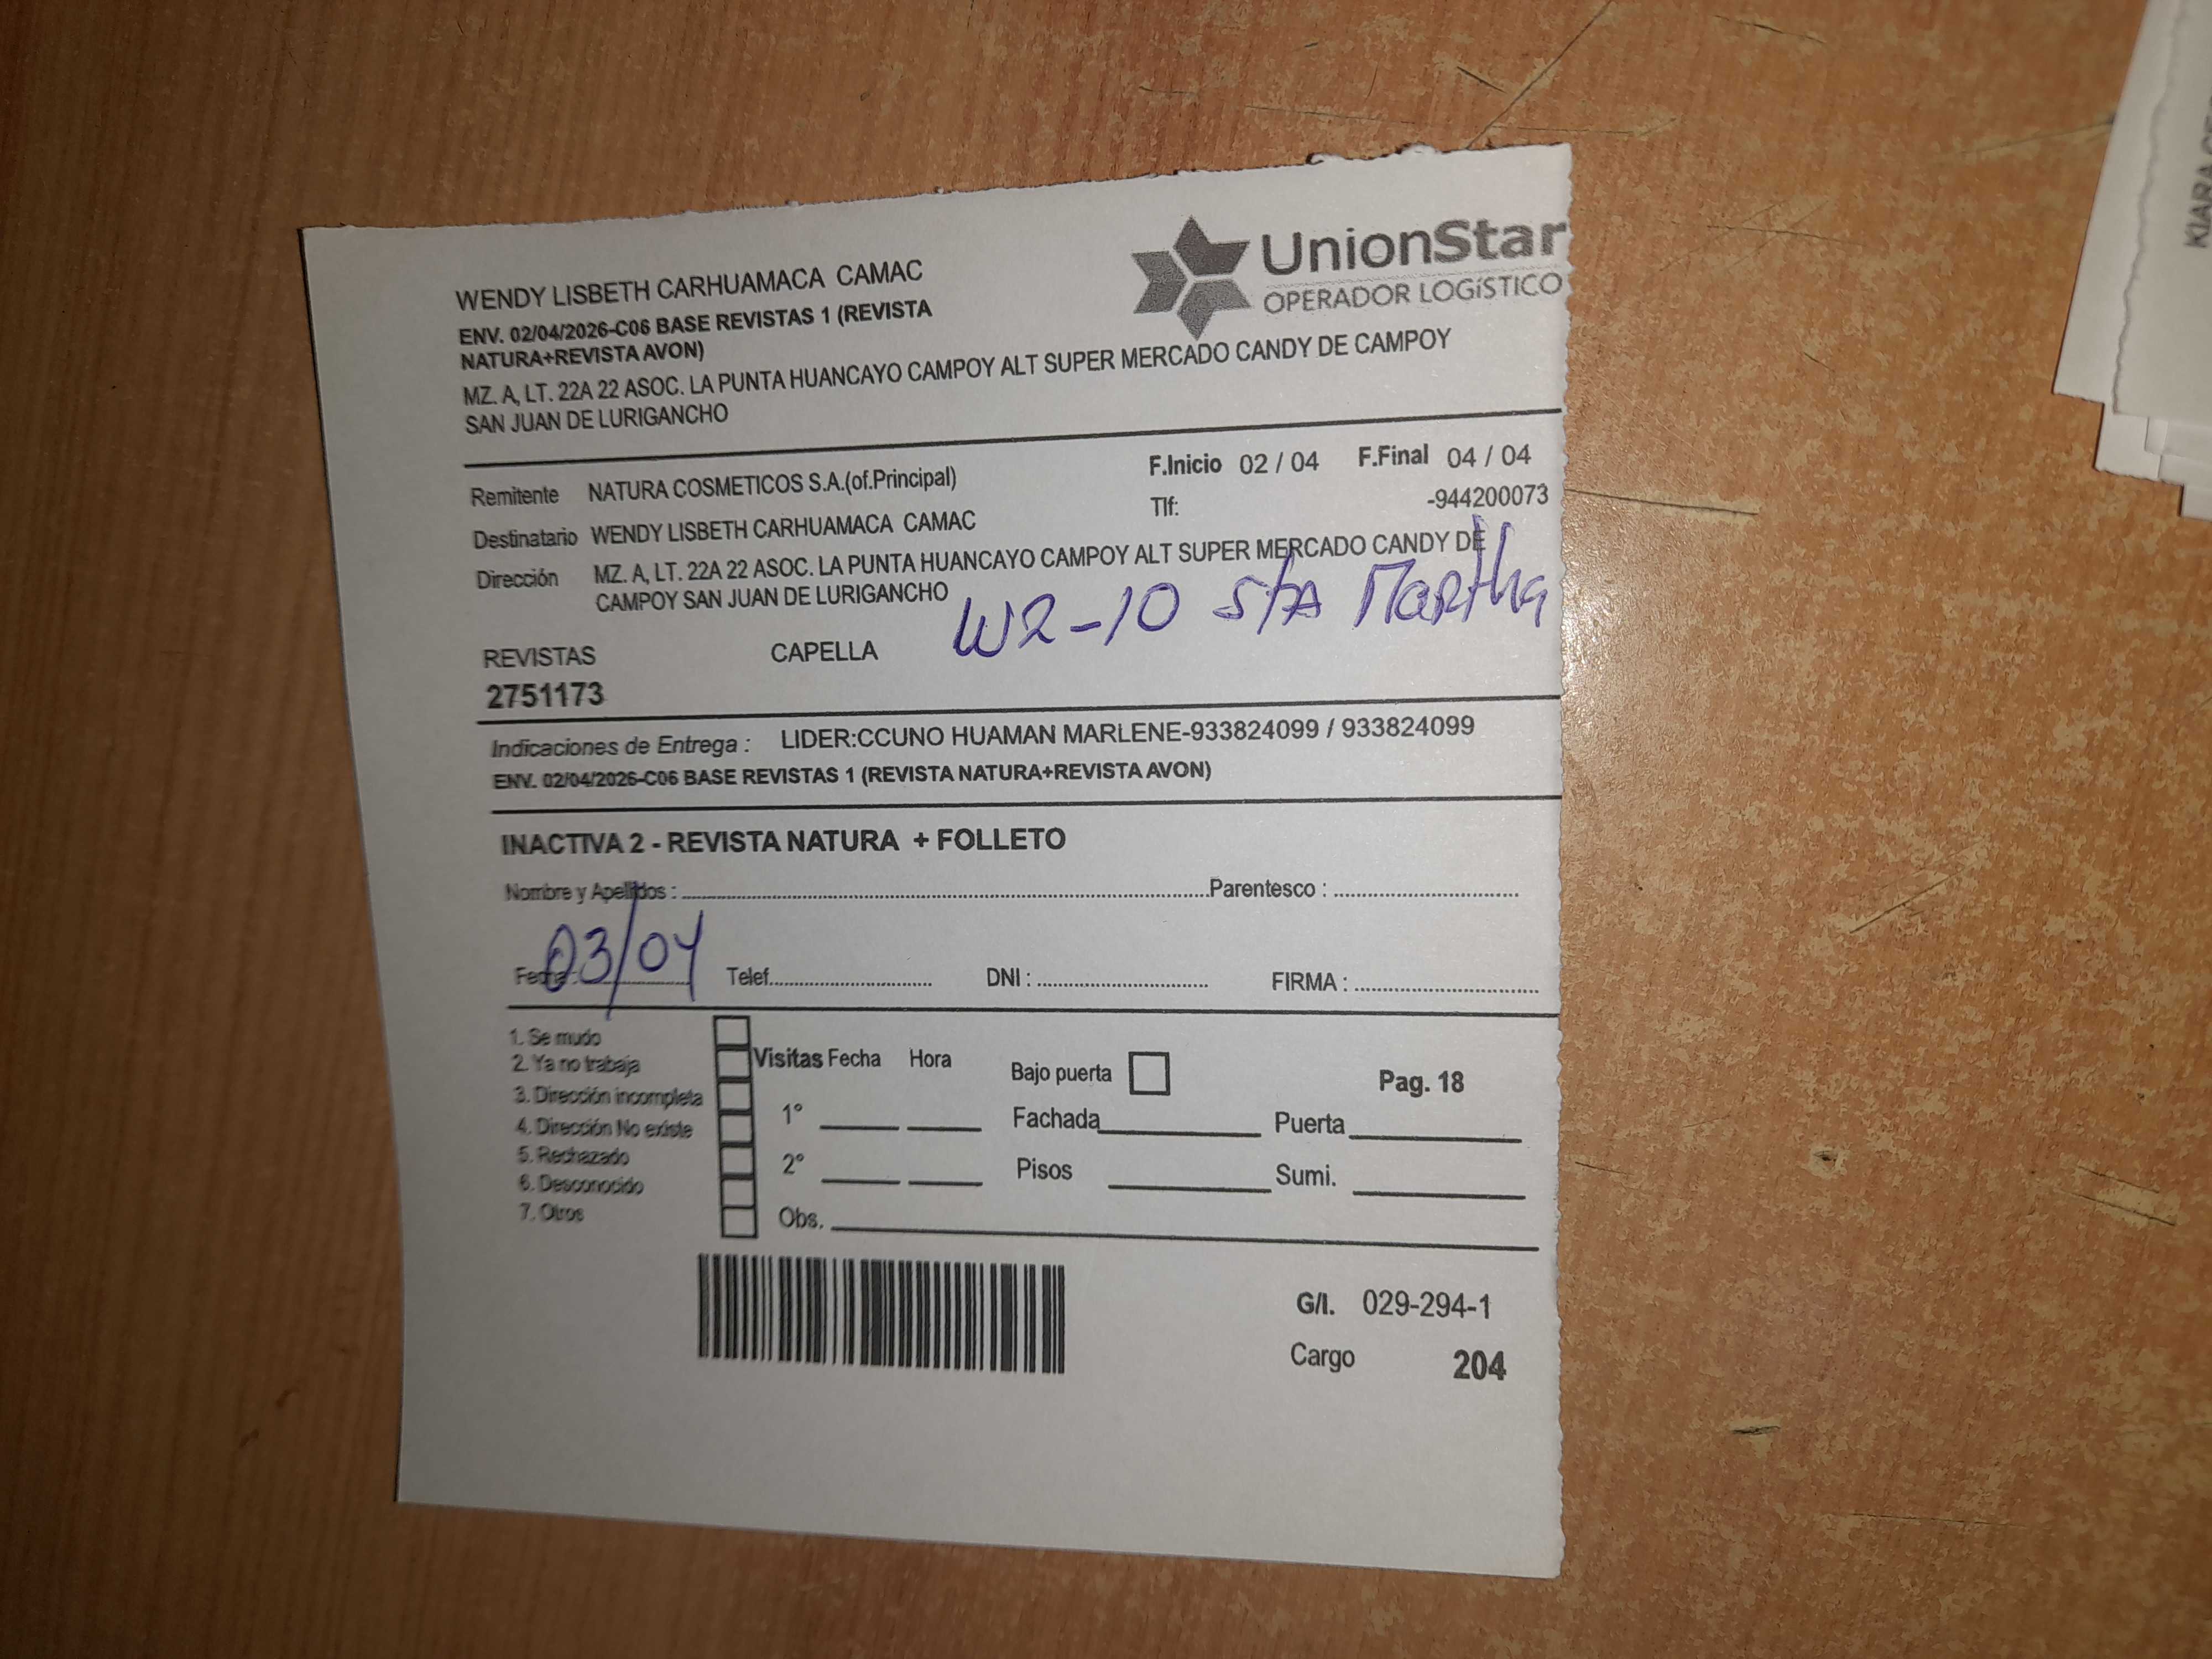 UnionStar
OPERADOR LOGíSTICO
WENDY LISBETH CARHUAMACA CAMAC
ENV. 02/04/2026-C06 BASE REVISTAS 1 (REVISTA
NATURA+REVISTA AVON)
MZ. A, LT. 22A 22 ASOC. LA PUNTA HUANCAYO CAMPOY ALT SUPER MERCADO CANDY DE CAMPOY
SAN JUAN DE LURIGANCHO
Remitente NATURA COSMETICOS S.A.(of.Principal) F.Inicio 02 / 04 F.Final 04 / 04
Destinatario WENDY LISBETH CARHUAMACA CAMAC Tlf: -944200073
Dirección MZ. A, LT. 22A 22 ASOC. LA PUNTA HUANCAYO CAMPOY ALT SUPER MERCADO CANDY DE
CAMPOY SAN JUAN DE LURIGANCHO
W2-10 StA Martha
REVISTAS CAPELLA
2751173
Indicaciones de Entrega : LIDER:CCUNO HUAMAN MARLENE-933824099 / 933824099
ENV. 02/04/2026-C06 BASE REVISTAS 1 (REVISTA NATURA+REVISTA AVON)
INACTIVA 2 - REVISTA NATURA + FOLLETO
Nombre y Apellidos : Parentesco :
Fecha : 03/04 Telef. DNI : FIRMA :
1. Se mudo
2. Ya no trabaja
3. Dirección incompleta
4. Dirección No existe
5. Rechazado
6. Desconocido
7. Otros
Visitas Fecha Hora Bajo puerta Pag. 18
1° Fachada Puerta
2° Pisos Sumi.
Obs.
G/I. 029-294-1
Cargo 204